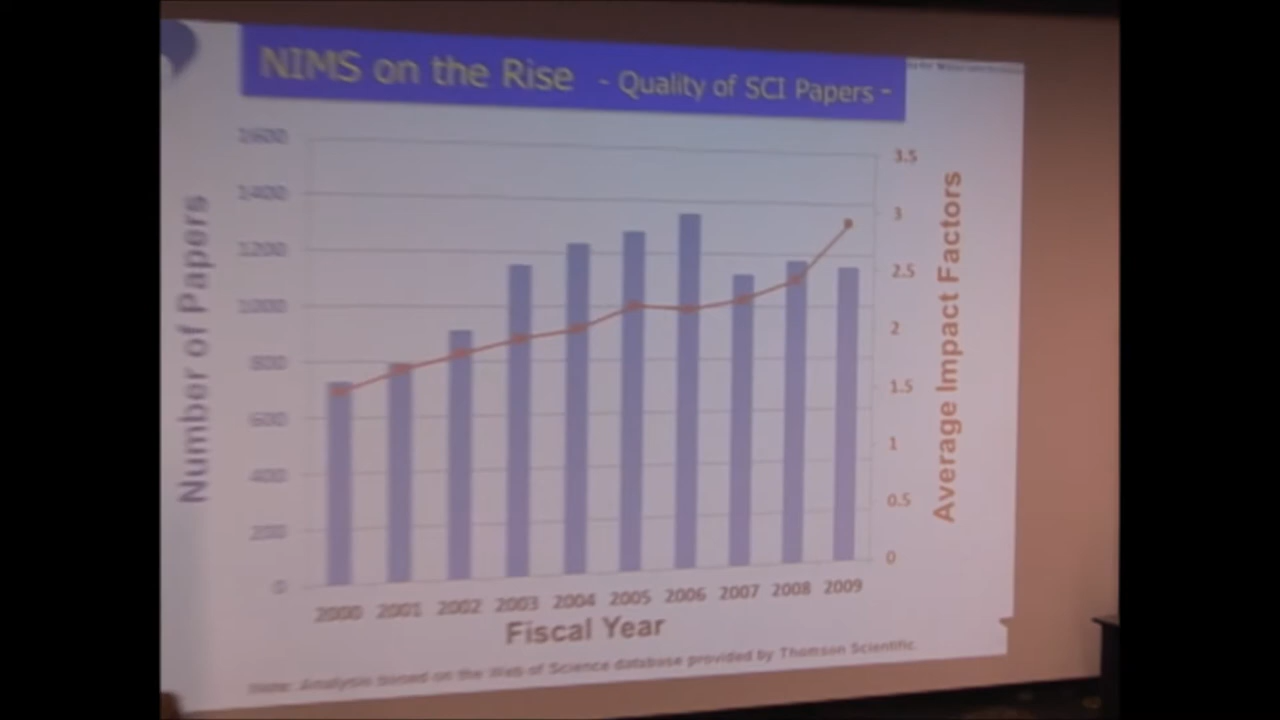 NIMS on the Rise - Quality of SCI Papers -
Number of Papers
1600
1400
1200
1000
800
600
400
200
0
3.5
3
2.5
2
1.5
1
0.5
0
Average Impact Factors
2000 2001 2002 2003 2004 2005 2006 2007 2008 2009
Fiscal Year
Analysis based on the Web of Science database provided by Thomson Scientific.